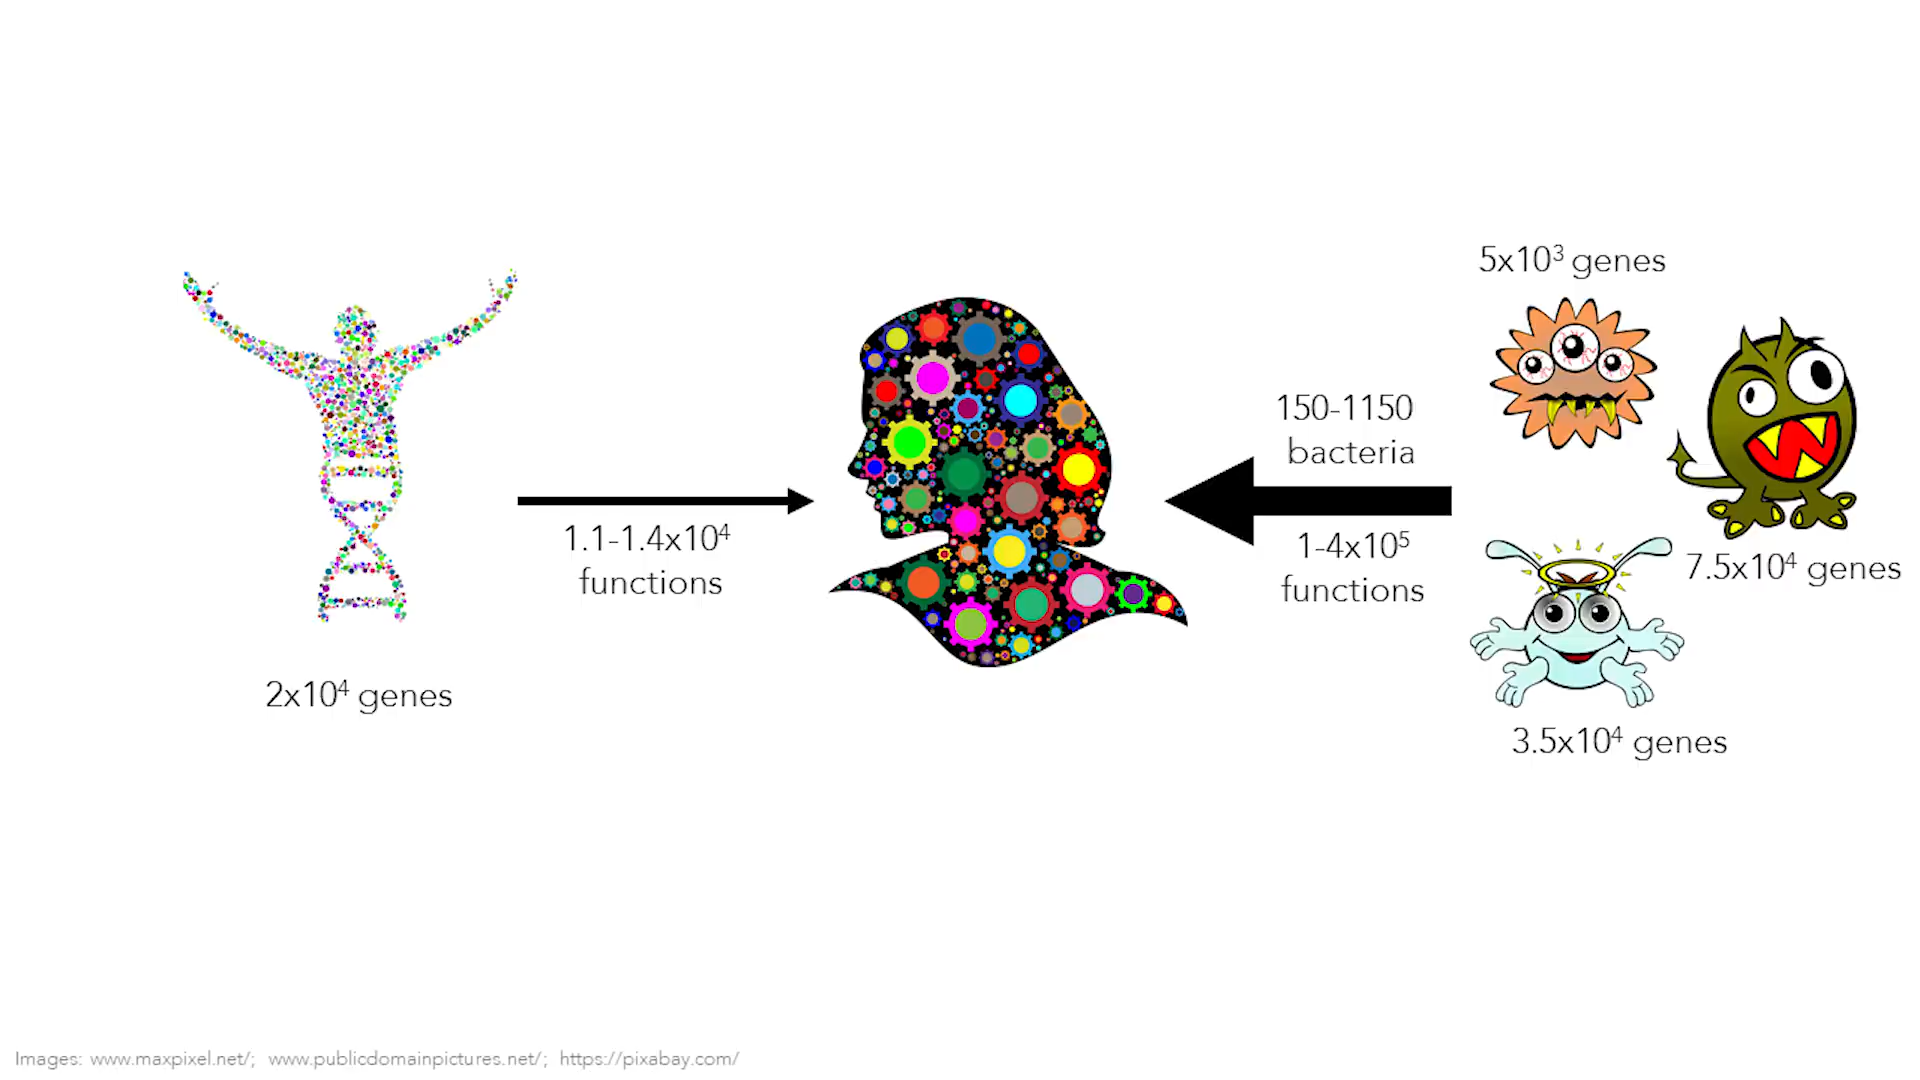 2x10⁴ genes
1.1-1.4x10⁴
functions
150-1150
bacteria
1-4x10⁵
functions
5x10³ genes
7.5x10⁴ genes
3.5x10⁴ genes
Images: www.maxpixel.net/; www.publicdomainpictures.net/; https://pixabay.com/